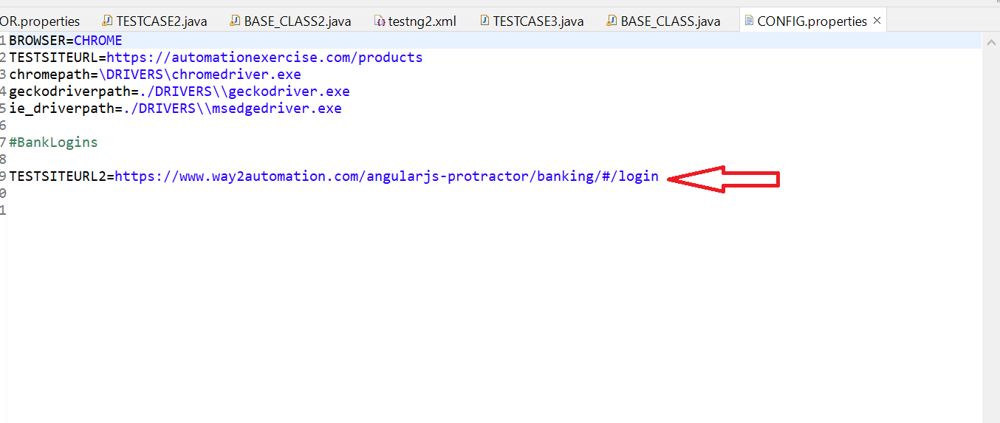 OR.properties TESTCASE2.java BASE_CLASS2.java testng2.xml TESTCASE3.java BASE_CLASS.java CONFIG.properties
1 BROWSER=CHROME
2 TESTSITEURL=https://automationexercise.com/products
3 chromepath=\DRIVERS\chromedriver.exe
4 geckodriverpath=./DRIVERS\\geckodriver.exe
5 ie_driverpath=./DRIVERS\\msedgedriver.exe
6
7 #BankLogins
8
9 TESTSITEURL2=https://www.way2automation.com/angularjs-protractor/banking/#/login
0
1